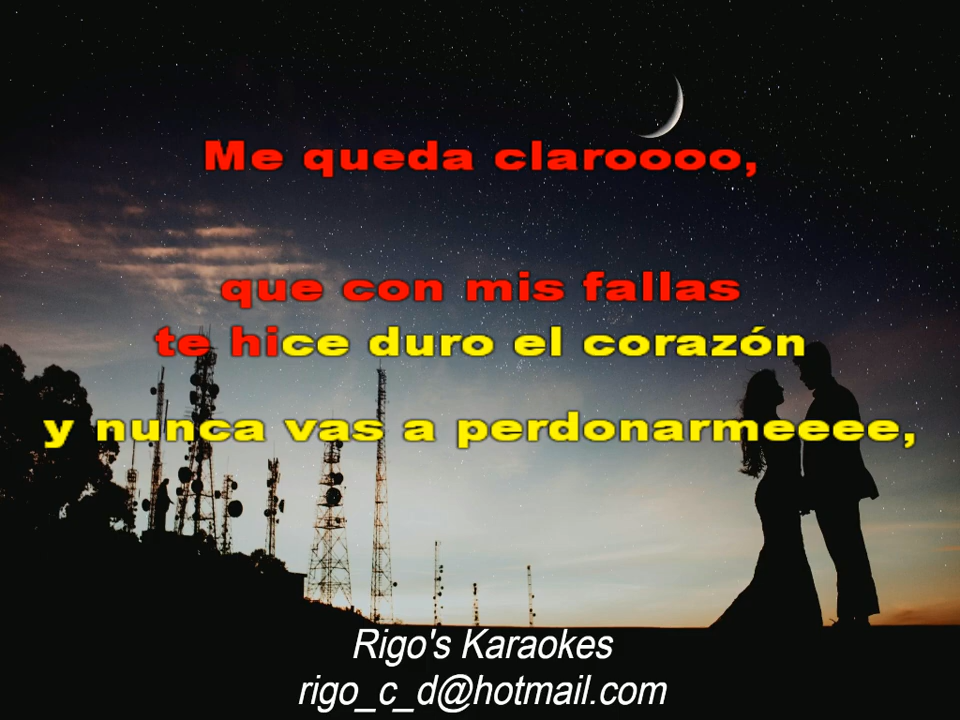 Me queda claroooo,
que con mis fallas
te hice duro el corazón
y nunca vas a perdonarmeeee,
Rigo's Karaokes
rigo_c_d@hotmail.com